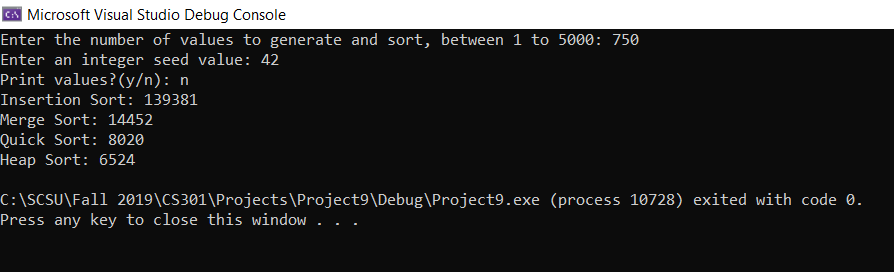 C:\ Microsoft Visual Studio Debug Console
Enter the number of values to generate and sort, between 1 to 5000: 750
Enter an integer seed value: 42
Print values?(y/n): n
Insertion Sort: 139381
Merge Sort: 14452
Quick Sort: 8020
Heap Sort: 6524
C:\SCSU\Fall 2019\CS301\Projects\Project9\Debug\Project9.exe (process 10728) exited with code 0.
Press any key to close this window . . .